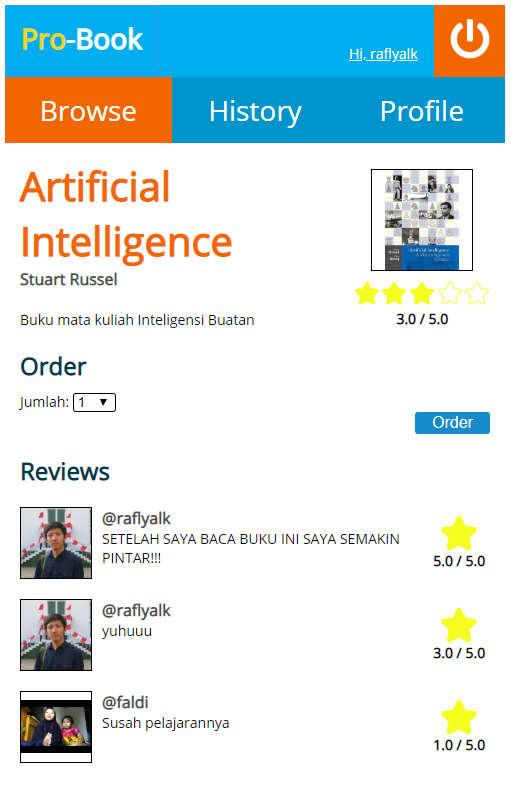 Pro-Book
Hi, raflyalk
Browse
History
Profile
Artificial
Intelligence
Stuart Russel
Buku mata kuliah Inteligensi Buatan
3.0 / 5.0
Order
Jumlah: 1 ▼
Order
Reviews
@raflyalk
SETELAH SAYA BACA BUKU INI SAYA SEMAKIN
PINTAR!!!
5.0 / 5.0
@raflyalk
yuhuuu
3.0 / 5.0
@faldi
Susah pelajarannya
1.0 / 5.0